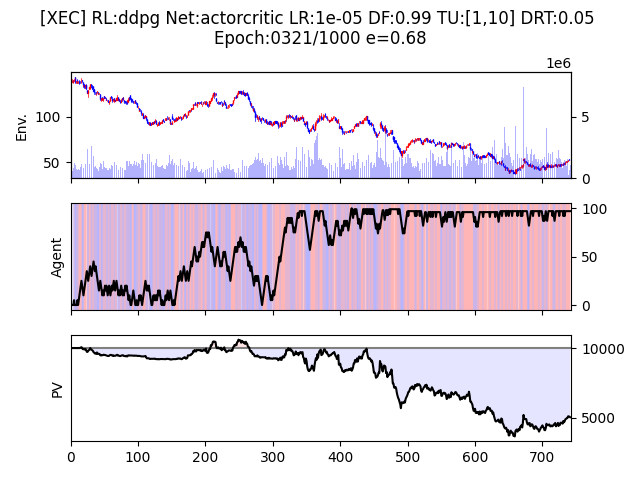 [XEC] RL:ddpg Net:actorcritic LR:1e-05 DF:0.99 TU:[1,10] DRT:0.05
Epoch:0321/1000 e=0.68
1e6
Env.
100
50
5
0
Agent
100
50
0
PV
10000
5000
0 100 200 300 400 500 600 700